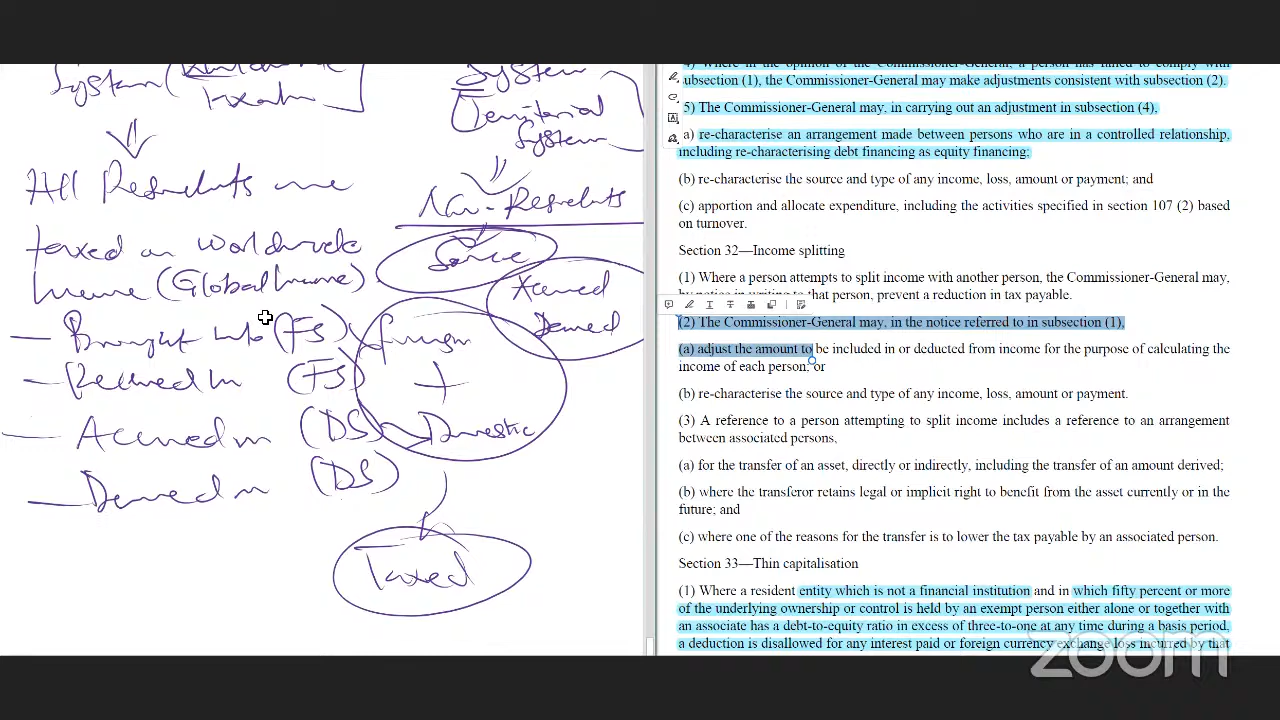 System
System
Territorial
System
All Residents are
taxed on worldwide
Income (Global Income)
– Brought into (FS)
– Received in (FS)
– Accrued in (DS)
– Derived in (DS)
Foreign
+
Domestic
Taxed
Non-Residents
Source
Accrued
Derived
4) Where in the opinion of the Commissioner-General, a person has failed to comply with
subsection (1), the Commissioner-General may make adjustments consistent with subsection (2).
5) The Commissioner-General may, in carrying out an adjustment in subsection (4),
a) re-characterise an arrangement made between persons who are in a controlled relationship,
including re-characterising debt financing as equity financing;
(b) re-characterise the source and type of any income, loss, amount or payment; and
(c) apportion and allocate expenditure, including the activities specified in section 107 (2) based
on turnover.
Section 32—Income splitting
(1) Where a person attempts to split income with another person, the Commissioner-General may,
by notice in writing to that person, prevent a reduction in tax payable.
(2) The Commissioner-General may, in the notice referred to in subsection (1),
(a) adjust the amount to be included in or deducted from income for the purpose of calculating the
income of each person; or
(b) re-characterise the source and type of any income, loss, amount or payment.
(3) A reference to a person attempting to split income includes a reference to an arrangement
between associated persons,
(a) for the transfer of an asset, directly or indirectly, including the transfer of an amount derived;
(b) where the transferor retains legal or implicit right to benefit from the asset currently or in the
future; and
(c) where one of the reasons for the transfer is to lower the tax payable by an associated person.
Section 33—Thin capitalisation
(1) Where a resident entity which is not a financial institution and in which fifty percent or more
of the underlying ownership or control is held by an exempt person either alone or together with
an associate has a debt-to-equity ratio in excess of three-to-one at any time during a basis period,
a deduction is disallowed for any interest paid or foreign currency exchange loss incurred by that
zoom